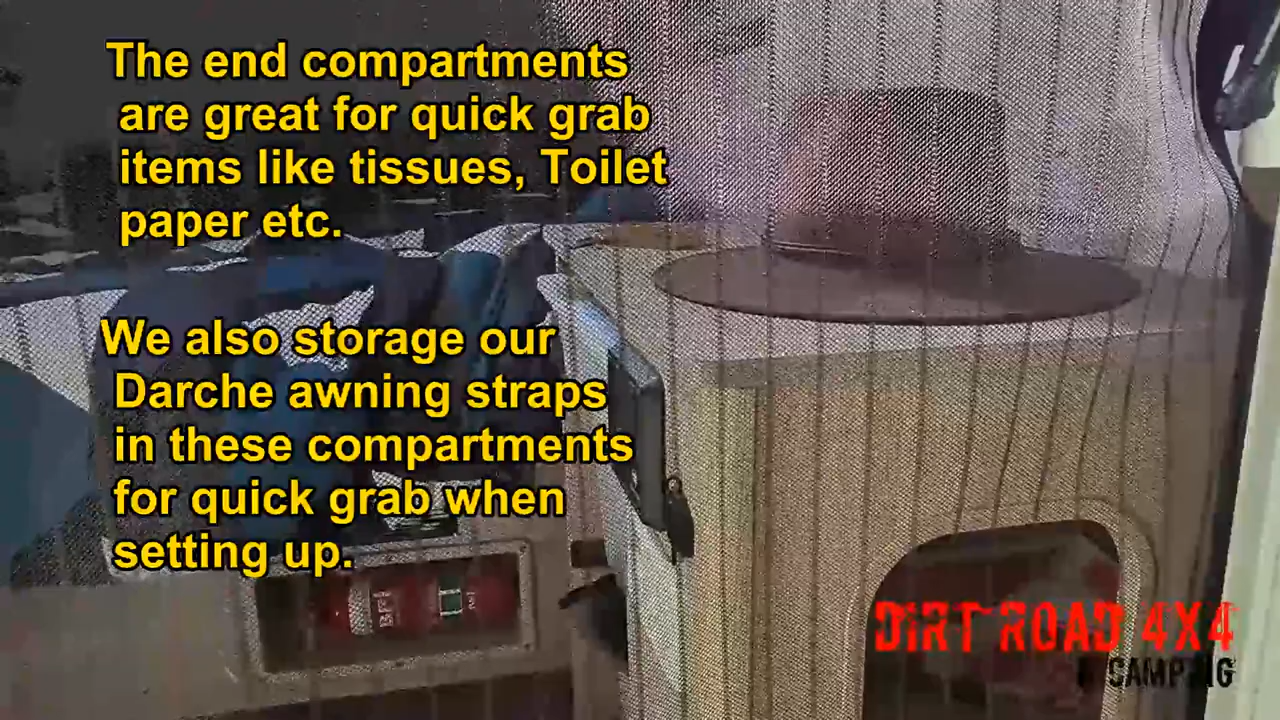 The end compartments
are great for quick grab
items like tissues, Toilet
paper etc.
We also storage our
Darche awning straps
in these compartments
for quick grab when
setting up.
DIRT ROAD 4X4
& CAMPING